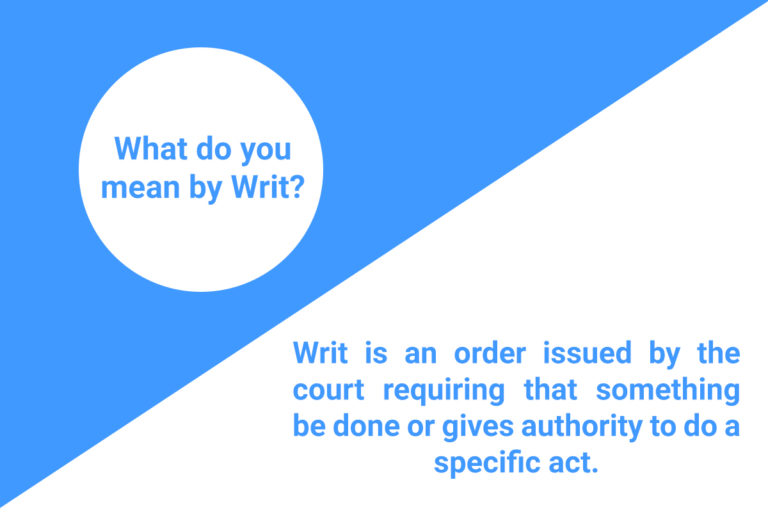 What do you
mean by Writ?
Writ is an order issued by the
court requiring that something
be done or gives authority to do a
specific act.